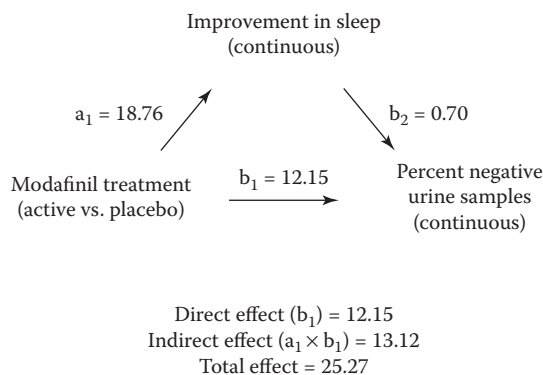 Improvement in sleep
(continuous)
a₁ = 18.76
b₂ = 0.70
Modafinil treatment
(active vs. placebo)
b₁ = 12.15
Percent negative
urine samples
(continuous)
Direct effect (b₁) = 12.15
Indirect effect (a₁ × b₁) = 13.12
Total effect = 25.27